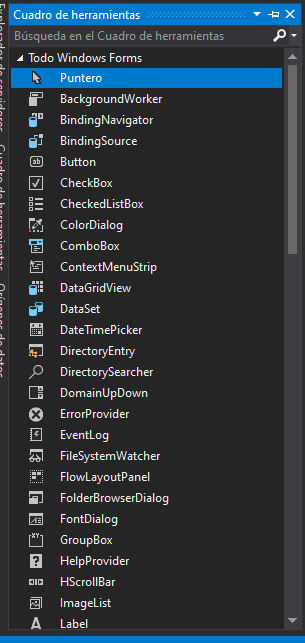 Cuadro de herramientas
Búsqueda en el Cuadro de herramientas
Todo Windows Forms
Puntero
BackgroundWorker
BindingNavigator
BindingSource
Button
CheckBox
CheckedListBox
ColorDialog
ComboBox
ContextMenuStrip
DataGridView
DataSet
DateTimePicker
DirectoryEntry
DirectorySearcher
DomainUpDown
ErrorProvider
EventLog
FileSystemWatcher
FlowLayoutPanel
FolderBrowserDialog
FontDialog
GroupBox
HelpProvider
HScrollBar
ImageList
Label
Explorador de servidores
Cuadro de herramientas
Orígenes de datos